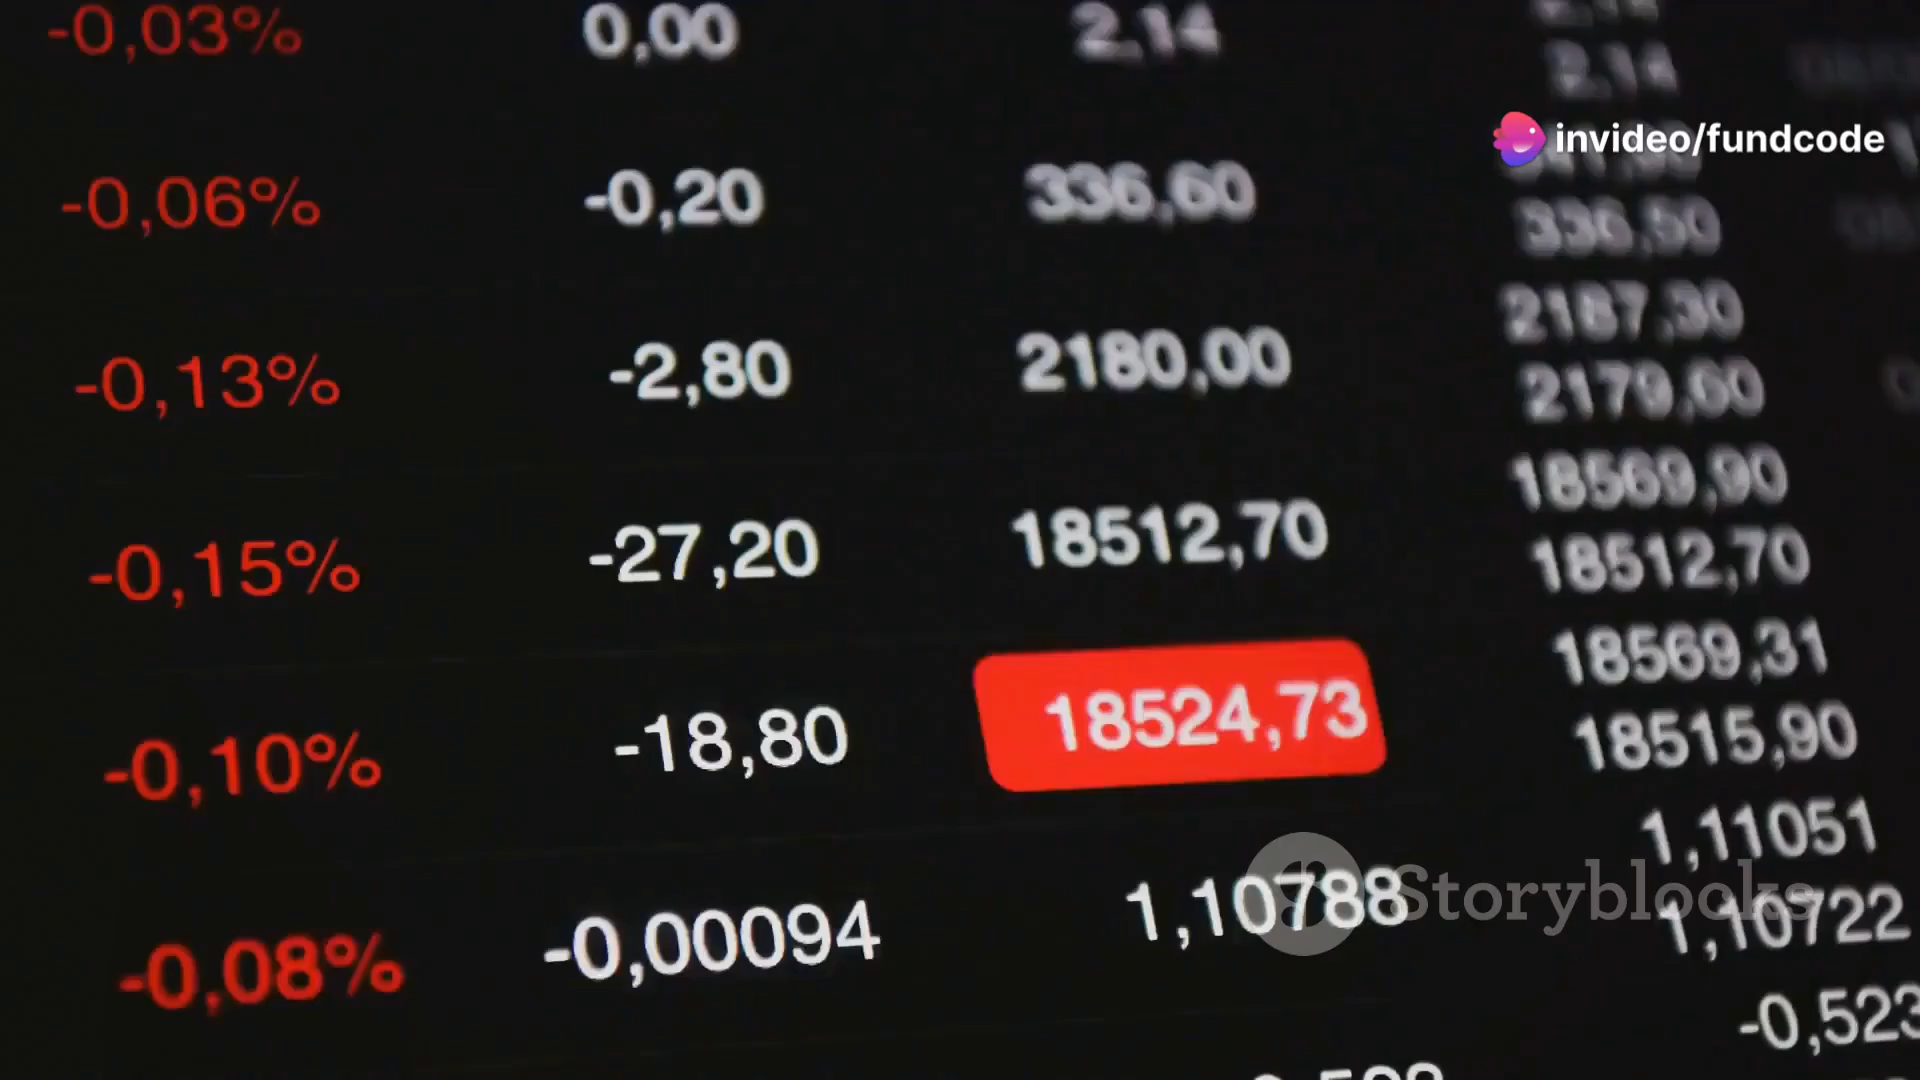 -0,03% 0,00 2,14 2,14
invideo/fundcode
-0,06% -0,20 336,60 336,50
2187,30
-0,13% -2,80 2180,00 2179,60
18569,90
-0,15% -27,20 18512,70 18512,70
18569,31
-0,10% -18,80 18524,73 18515,90
1,11051
Storyblocks
-0,08% -0,00094 1,10788 1,10722
-0,523